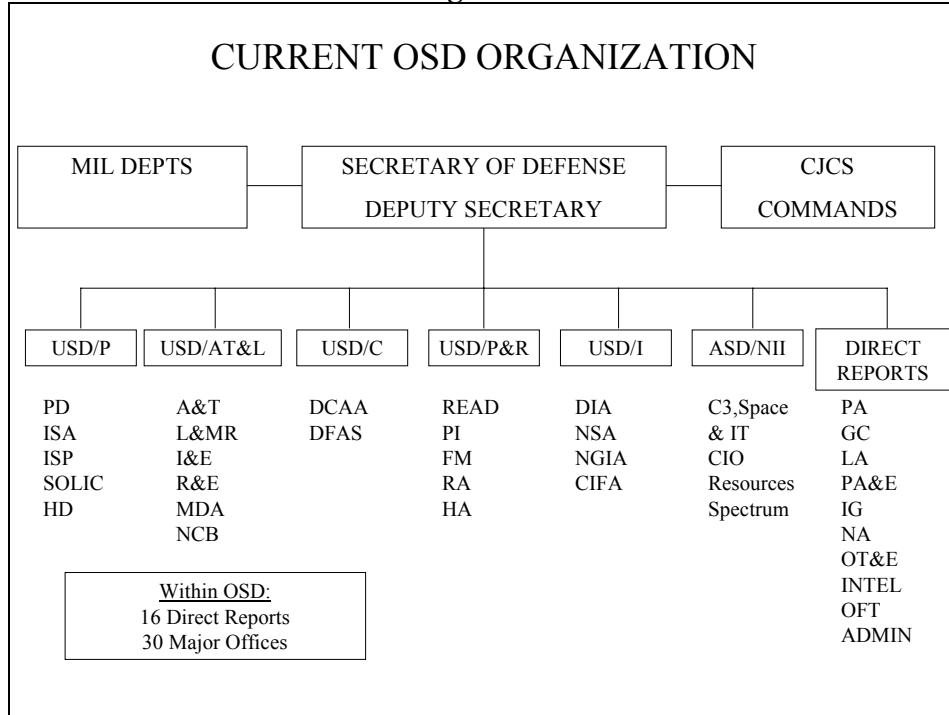 CURRENT OSD ORGANIZATION
MIL DEPTS
SECRETARY OF DEFENSE
DEPUTY SECRETARY
CJCS
COMMANDS
USD/P
PD
ISA
ISP
SOLIC
HD
USD/AT&L
A&T
L&MR
I&E
R&E
MDA
NCB
USD/C
DCAA
DFAS
USD/P&R
READ
PI
FM
RA
HA
USD/I
DIA
NSA
NGIA
CIFA
ASD/NII
C3,Space
& IT
CIO
Resources
Spectrum
DIRECT
REPORTS
PA
GC
LA
PA&E
IG
NA
OT&E
INTEL
OFT
ADMIN
Within OSD:
16 Direct Reports
30 Major Offices